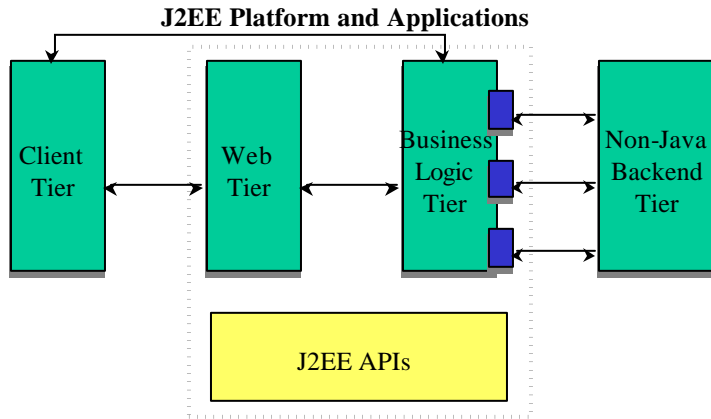 J2EE Platform and Applications
Client
Tier
Web
Tier
Business
Logic
Tier
Non-Java
Backend
Tier
J2EE APIs